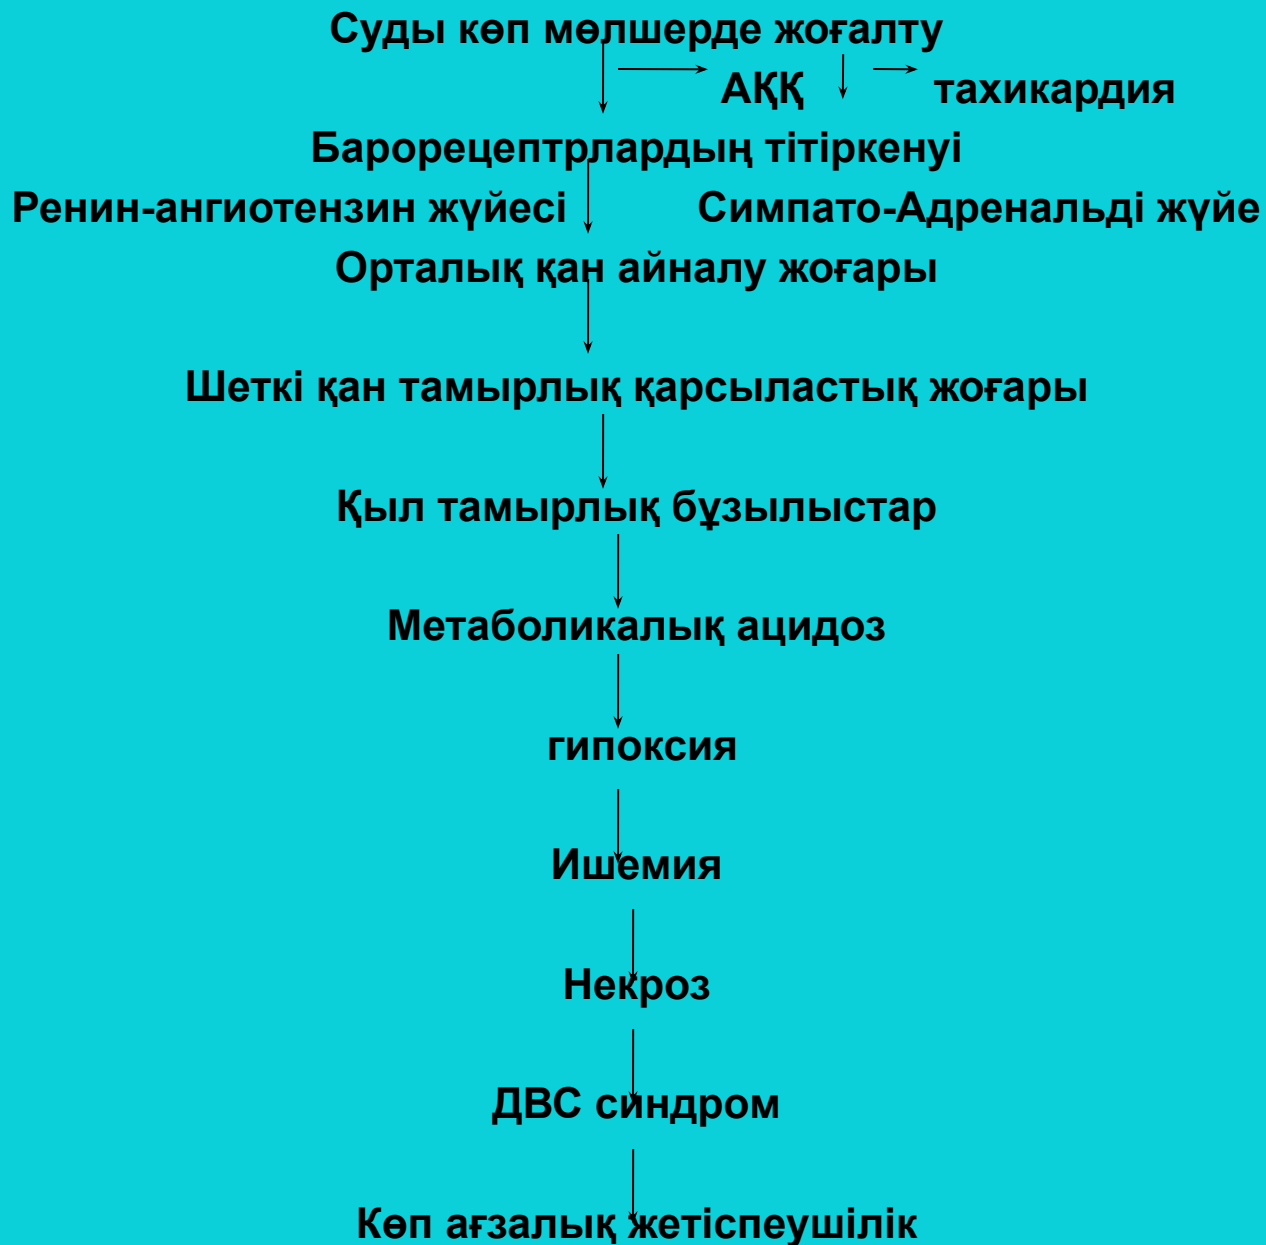 Суды көп мөлшерде жоғалту
АҚҚ тахикардия
Барорецептрлардың тітіркенуі
Ренин-ангиотензин жүйесі Симпато-Адренальді жүйе
Орталық қан айналу жоғары
Шеткі қан тамырлық қарсыластық жоғары
Қыл тамырлық бұзылыстар
Метаболикалық ацидоз
гипоксия
Ишемия
Некроз
ДВС синдром
Көп ағзалық жетіспеушілік